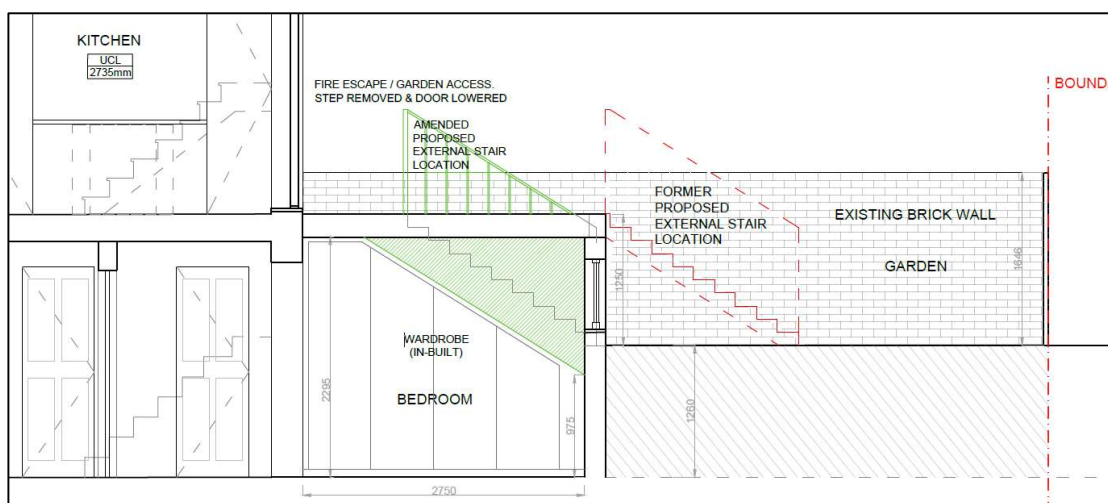 KITCHEN
UCL
2735mm
FIRE ESCAPE / GARDEN ACCESS.
STEP REMOVED & DOOR LOWERED
AMENDED
PROPOSED
EXTERNAL STAIR
LOCATION
BOUND
FORMER
PROPOSED
EXTERNAL STAIR
LOCATION
EXISTING BRICK WALL
GARDEN
1646
1250
WARDROBE
(IN-BUILT)
BEDROOM
2295
975
1260
2750